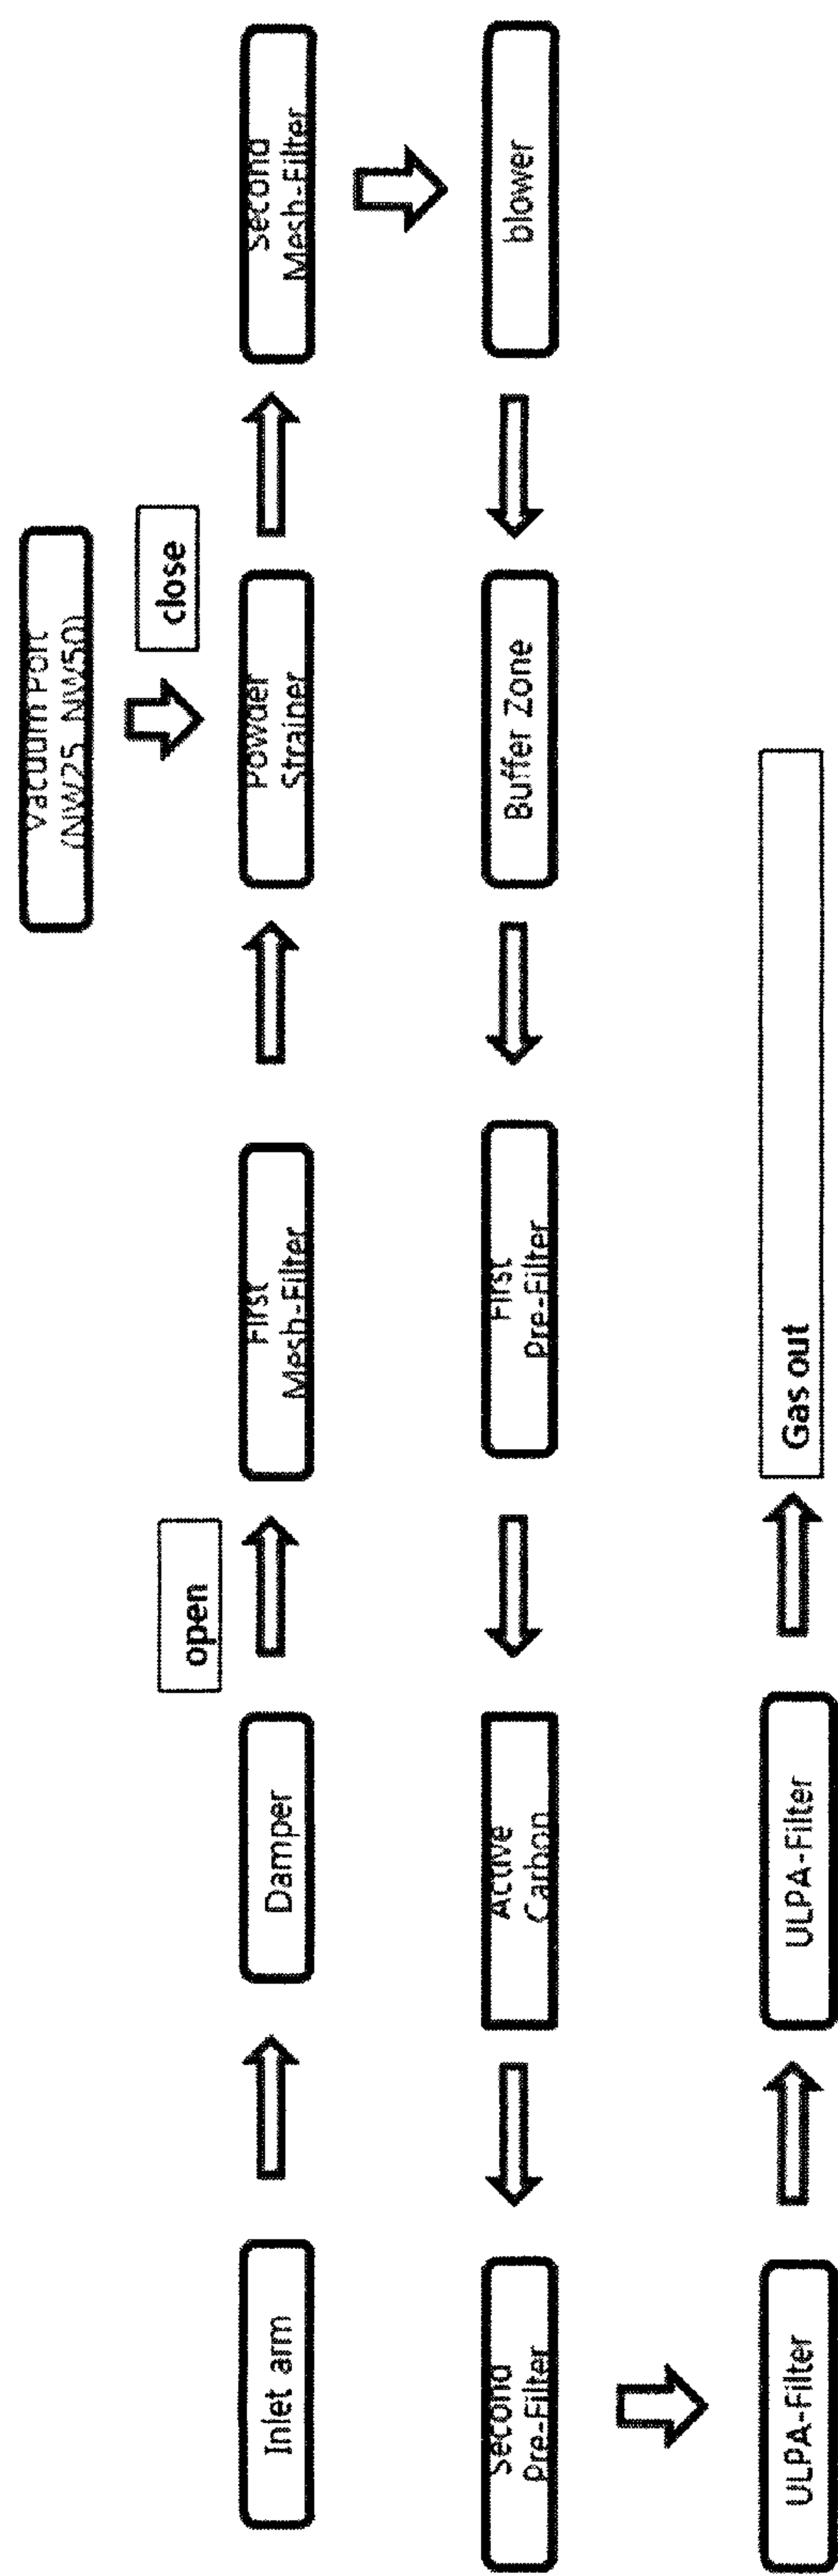 Vacuum Port
(NW25, NW50)
close
open
Inlet arm
Damper
First
Mesh-Filter
Powder
Strainer
Second
Mesh-Filter
blower
Buffer Zone
First
Pre-Filter
Active
Carbon
Second
Pre-Filter
ULPA-Filter
ULPA-Filter
Gas out